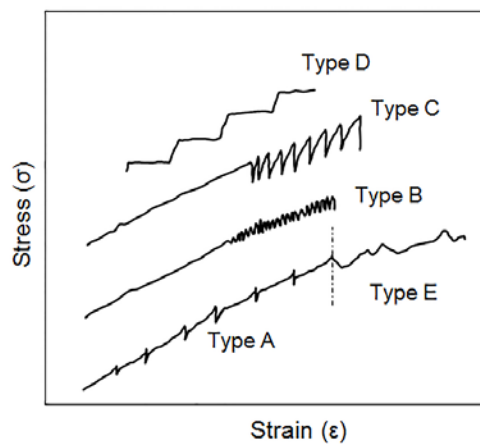 Type D
Type C
Type B
Type E
Type A
Stress (σ)
Strain (ε)